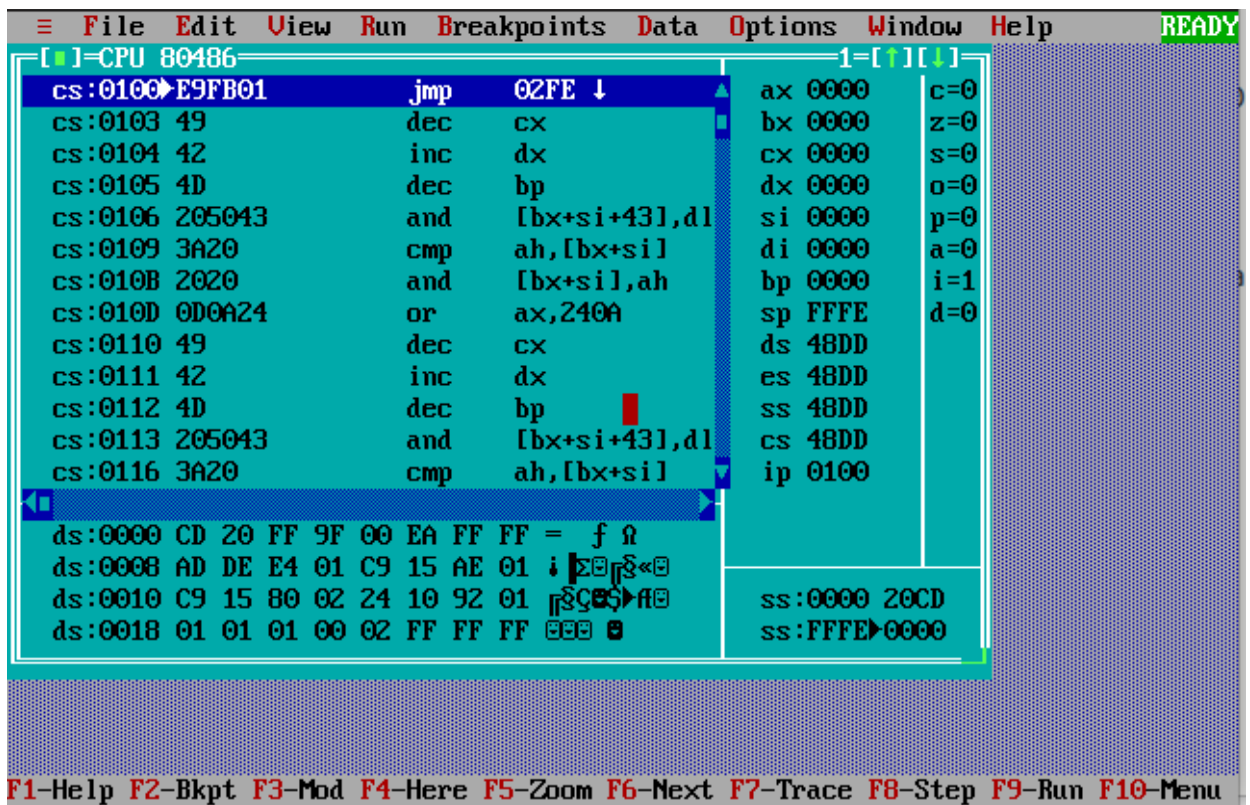 ≡ File Edit View Run Breakpoints Data Options Window Help READY
[■]=CPU 80486 1=[↑][↓]
cs:0100►E9FB01 jmp 02FE ↓ ax 0000 c=0
cs:0103 49 dec cx bx 0000 z=0
cs:0104 42 inc dx cx 0000 s=0
cs:0105 4D dec bp dx 0000 o=0
cs:0106 205043 and [bx+si+43],dl si 0000 p=0
cs:0109 3A20 cmp ah,[bx+si] di 0000 a=0
cs:010B 2020 and [bx+si],ah bp 0000 i=1
cs:010D 0D0A24 or ax,240A sp FFFE d=0
cs:0110 49 dec cx ds 48DD
cs:0111 42 inc dx es 48DD
cs:0112 4D dec bp ss 48DD
cs:0113 205043 and [bx+si+43],dl cs 48DD
cs:0116 3A20 cmp ah,[bx+si] ip 0100
ds:0000 CD 20 FF 9F 00 EA FF FF = ƒ Ω
ds:0008 AD DE E4 01 C9 15 AE 01 ¡▐Σ☺╔§«☺
ds:0010 C9 15 80 02 24 10 92 01 ╔§Ç☻$►Æ☺ ss:0000 20CD
ds:0018 01 01 01 00 02 FF FF FF ☺☺☺ ☻ ss:FFFE►0000
F1-Help F2-Bkpt F3-Mod F4-Here F5-Zoom F6-Next F7-Trace F8-Step F9-Run F10-Menu